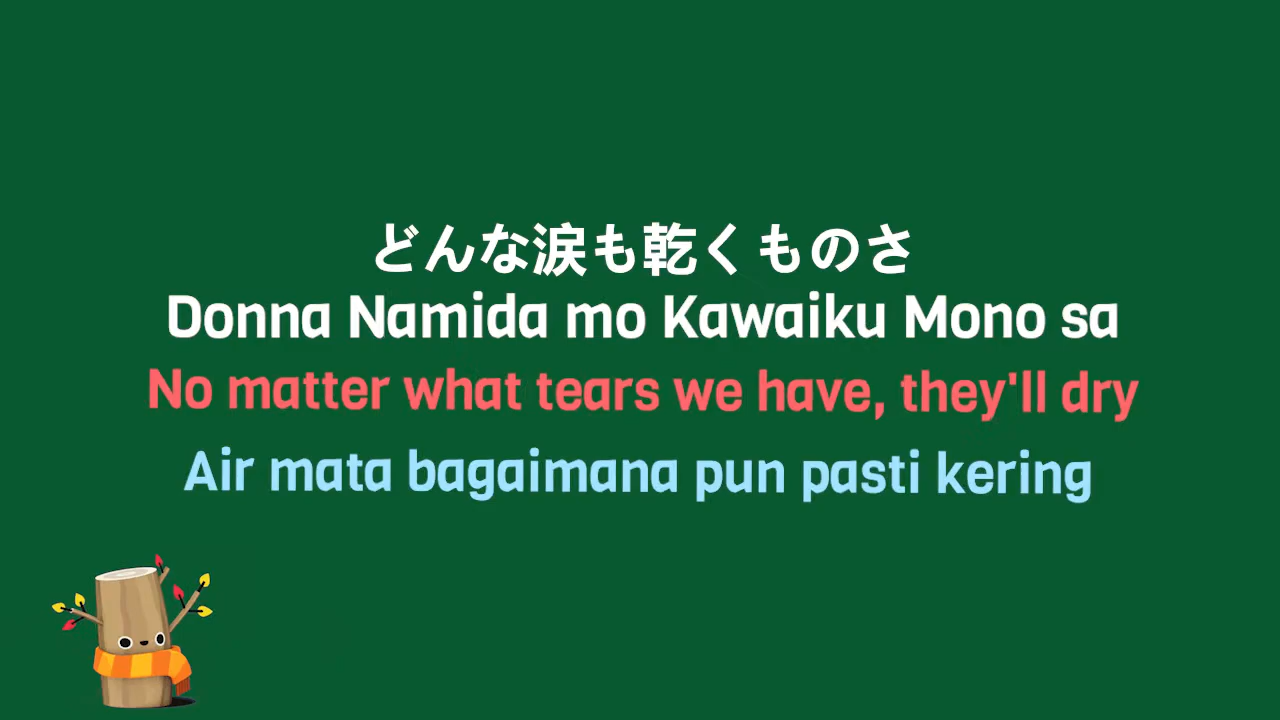 どんな涙も乾くものさ
Donna Namida mo Kawaiku Mono sa
No matter what tears we have, they'll dry
Air mata bagaimana pun pasti kering